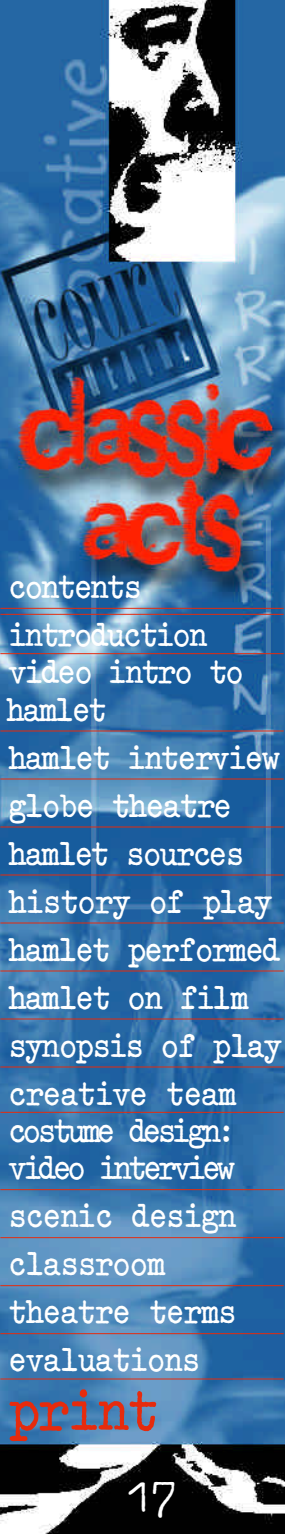 ocative
IRREVERENT
court
THEATRE
classic
acts
contents
introduction
video intro to
hamlet
hamlet interview
globe theatre
hamlet sources
history of play
hamlet performed
hamlet on film
synopsis of play
creative team
costume design:
video interview
scenic design
classroom
theatre terms
evaluations
print
17